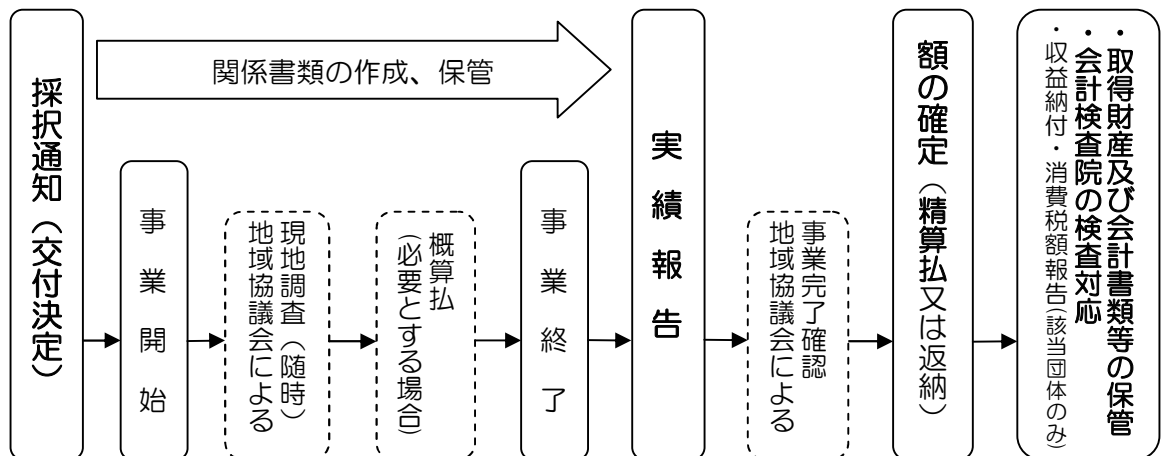 採択通知（交付決定）
関係書類の作成、保管
事業開始
地域協議会による
現地調査（随時）
概算払
（必要とする場合）
事業終了
実績報告
地域協議会による
事業完了確認
額の確定（精算払又は返納）
・取得財産及び会計書類等の保管
・会計検査院の検査対応
・収益納付・消費税額報告（該当団体のみ）